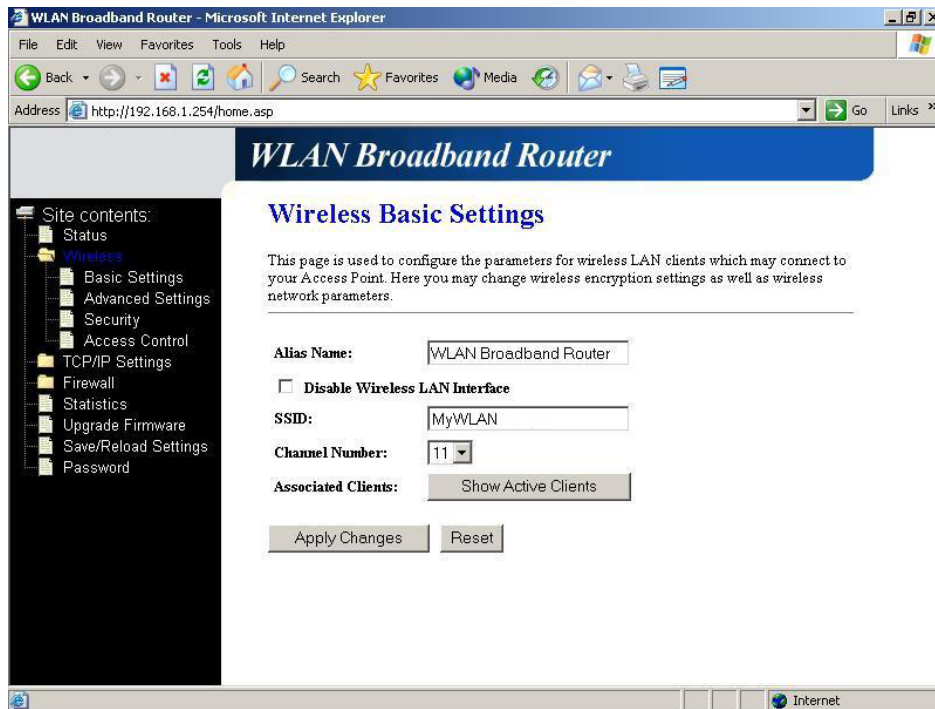 WLAN Broadband Router - Microsoft Internet Explorer
File Edit View Favorites Tools Help
Back Search Favorites Media
Address http://192.168.1.254/home.asp Go Links »
WLAN Broadband Router
Site contents:
Status
Wireless
Basic Settings
Advanced Settings
Security
Access Control
TCP/IP Settings
Firewall
Statistics
Upgrade Firmware
Save/Reload Settings
Password
Wireless Basic Settings
This page is used to configure the parameters for wireless LAN clients which may connect to
your Access Point. Here you may change wireless encryption settings as well as wireless
network parameters.
Alias Name: WLAN Broadband Router
Disable Wireless LAN Interface
SSID: MyWLAN
Channel Number: 11
Associated Clients: Show Active Clients
Apply Changes Reset
Internet